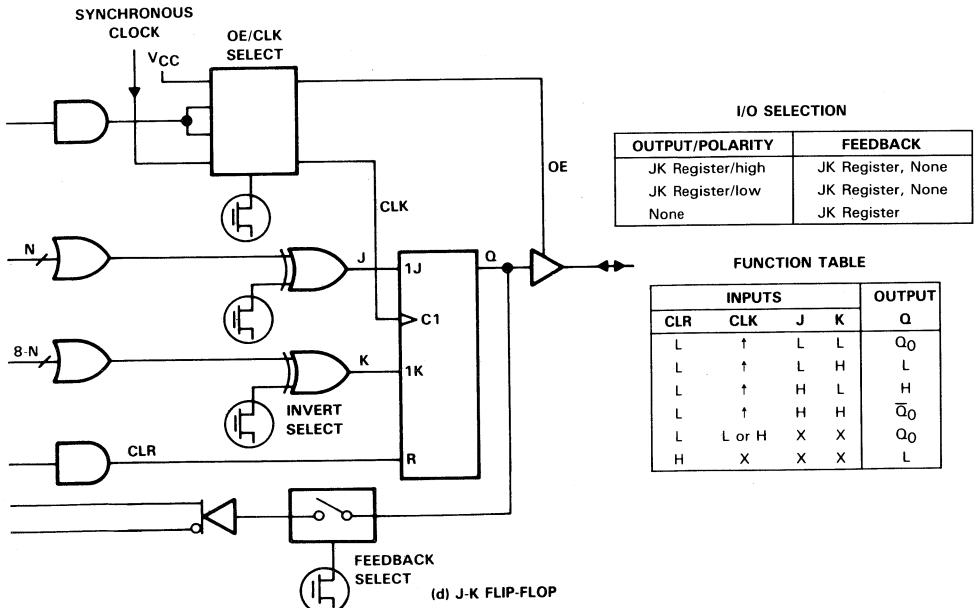 SYNCHRONOUS
CLOCK
OE/CLK
SELECT
VCC
OE
CLK
N
J
1J
Q
C1
8-N
K
1K
INVERT
SELECT
CLR
R
FEEDBACK
SELECT
(d) J-K FLIP-FLOP
I/O SELECTION
OUTPUT/POLARITY FEEDBACK
JK Register/high JK Register, None
JK Register/low JK Register, None
None JK Register
FUNCTION TABLE
INPUTS OUTPUT
CLR CLK J K Q
L ↑ L L Q0
L ↑ L H L
L ↑ H L H
L ↑ H H Q̅0
L L or H X X Q0
H X X X L